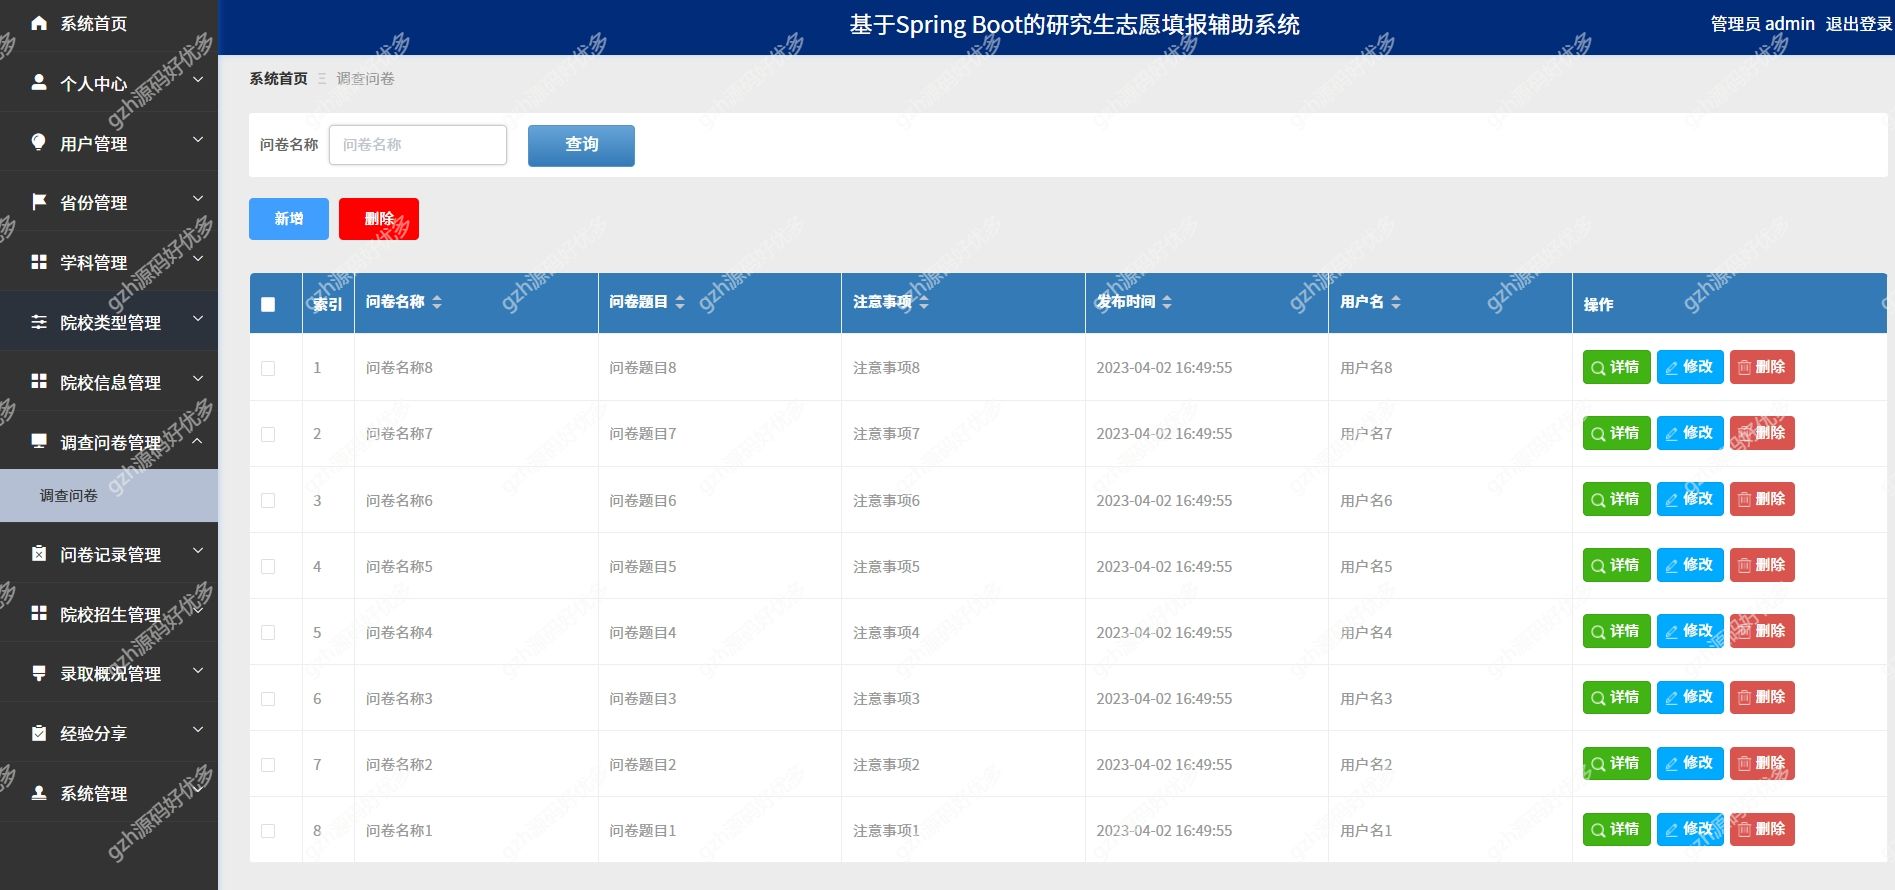 基于Spring Boot的研究生志愿填报辅助系统
管理员 admin 退出登录
系统首页
个人中心
用户管理
省份管理
学科管理
院校类型管理
院校信息管理
调查问卷管理
调查问卷
问卷记录管理
院校招生管理
录取概况管理
经验分享
系统管理
系统首页 调查问卷
问卷名称 问卷名称 查询
新增 删除
索引 问卷名称 问卷题目 注意事项 发布时间 用户名 操作
1 问卷名称8 问卷题目8 注意事项8 2023-04-02 16:49:55 用户名8 详情 修改 删除
2 问卷名称7 问卷题目7 注意事项7 2023-04-02 16:49:55 用户名7 详情 修改 删除
3 问卷名称6 问卷题目6 注意事项6 2023-04-02 16:49:55 用户名6 详情 修改 删除
4 问卷名称5 问卷题目5 注意事项5 2023-04-02 16:49:55 用户名5 详情 修改 删除
5 问卷名称4 问卷题目4 注意事项4 2023-04-02 16:49:55 用户名4 详情 修改 删除
6 问卷名称3 问卷题目3 注意事项3 2023-04-02 16:49:55 用户名3 详情 修改 删除
7 问卷名称2 问卷题目2 注意事项2 2023-04-02 16:49:55 用户名2 详情 修改 删除
8 问卷名称1 问卷题目1 注意事项1 2023-04-02 16:49:55 用户名1 详情 修改 删除
gzh源码好优多